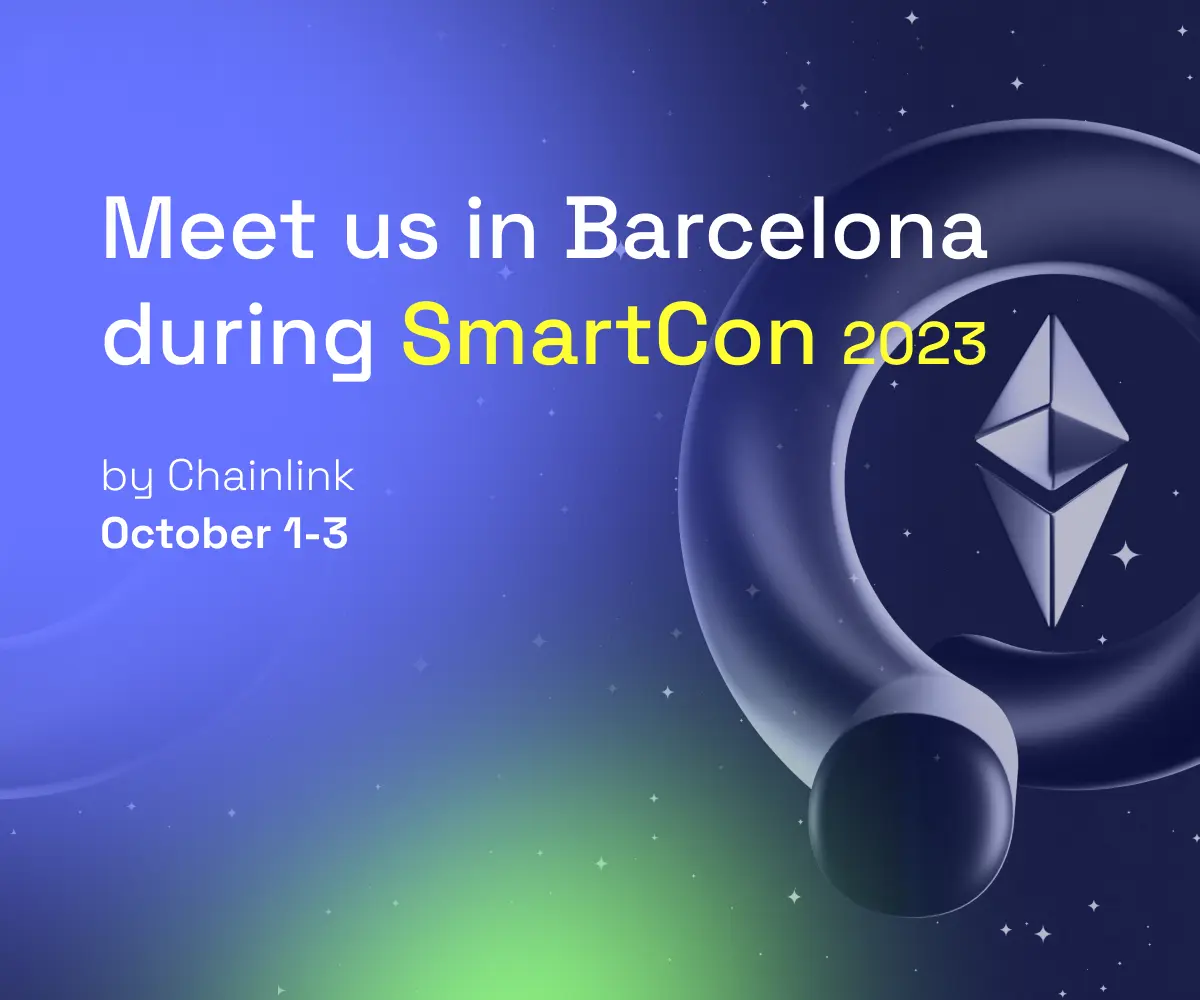 Meet us in Barcelona
during SmartCon 2023
by Chainlink
October 1-3